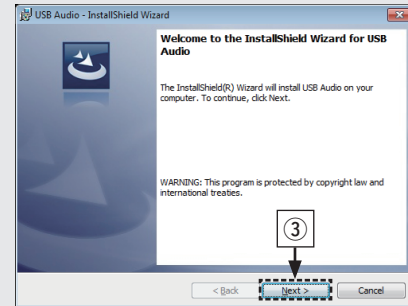 USB Audio - InstallShield Wizard
Welcome to the InstallShield Wizard for USB
Audio
The InstallShield(R) Wizard will install USB Audio on your
computer. To continue, click Next.
WARNING: This program is protected by copyright law and
international treaties.
③
< Back
Next >
Cancel